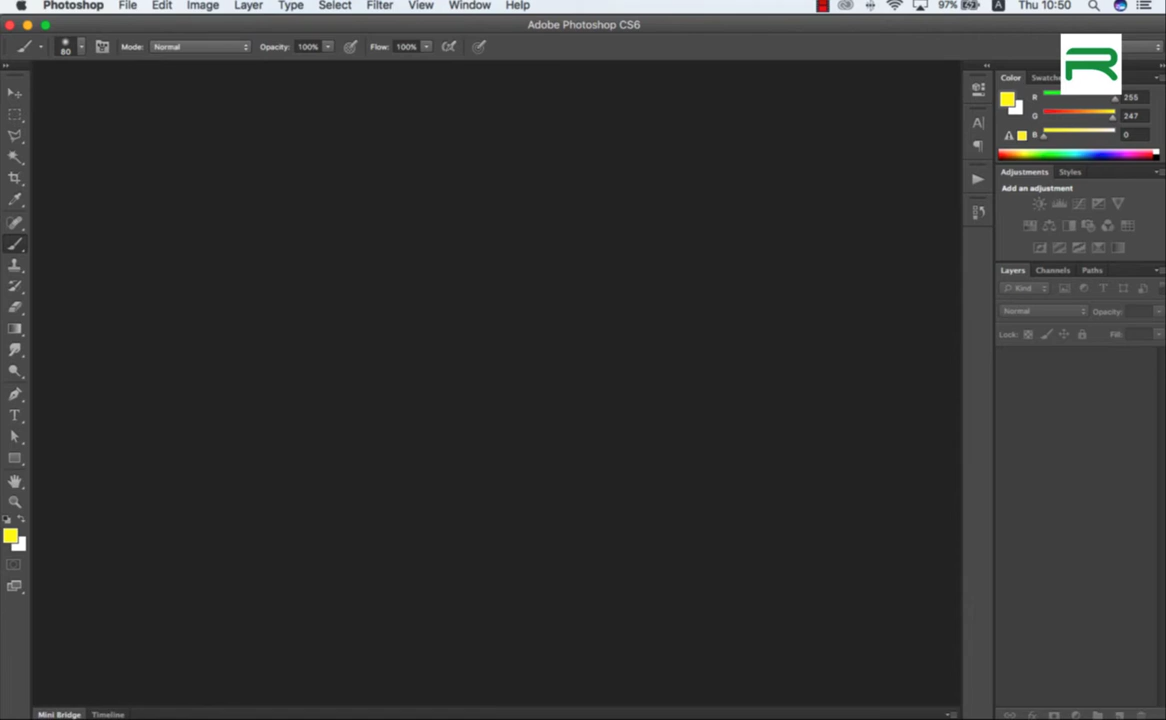 Photoshop File Edit Image Layer Type Select Filter View Window Help 97% A Thu 10:50
Adobe Photoshop CS6
80 Mode: Normal Opacity: 100% Flow: 100%
Color Swatche
R 255
G 247
B 0
Adjustments Styles
Add an adjustment
Layers Channels Paths
Kind
Normal Opacity:
Lock: Fill:
Mini Bridge Timeline